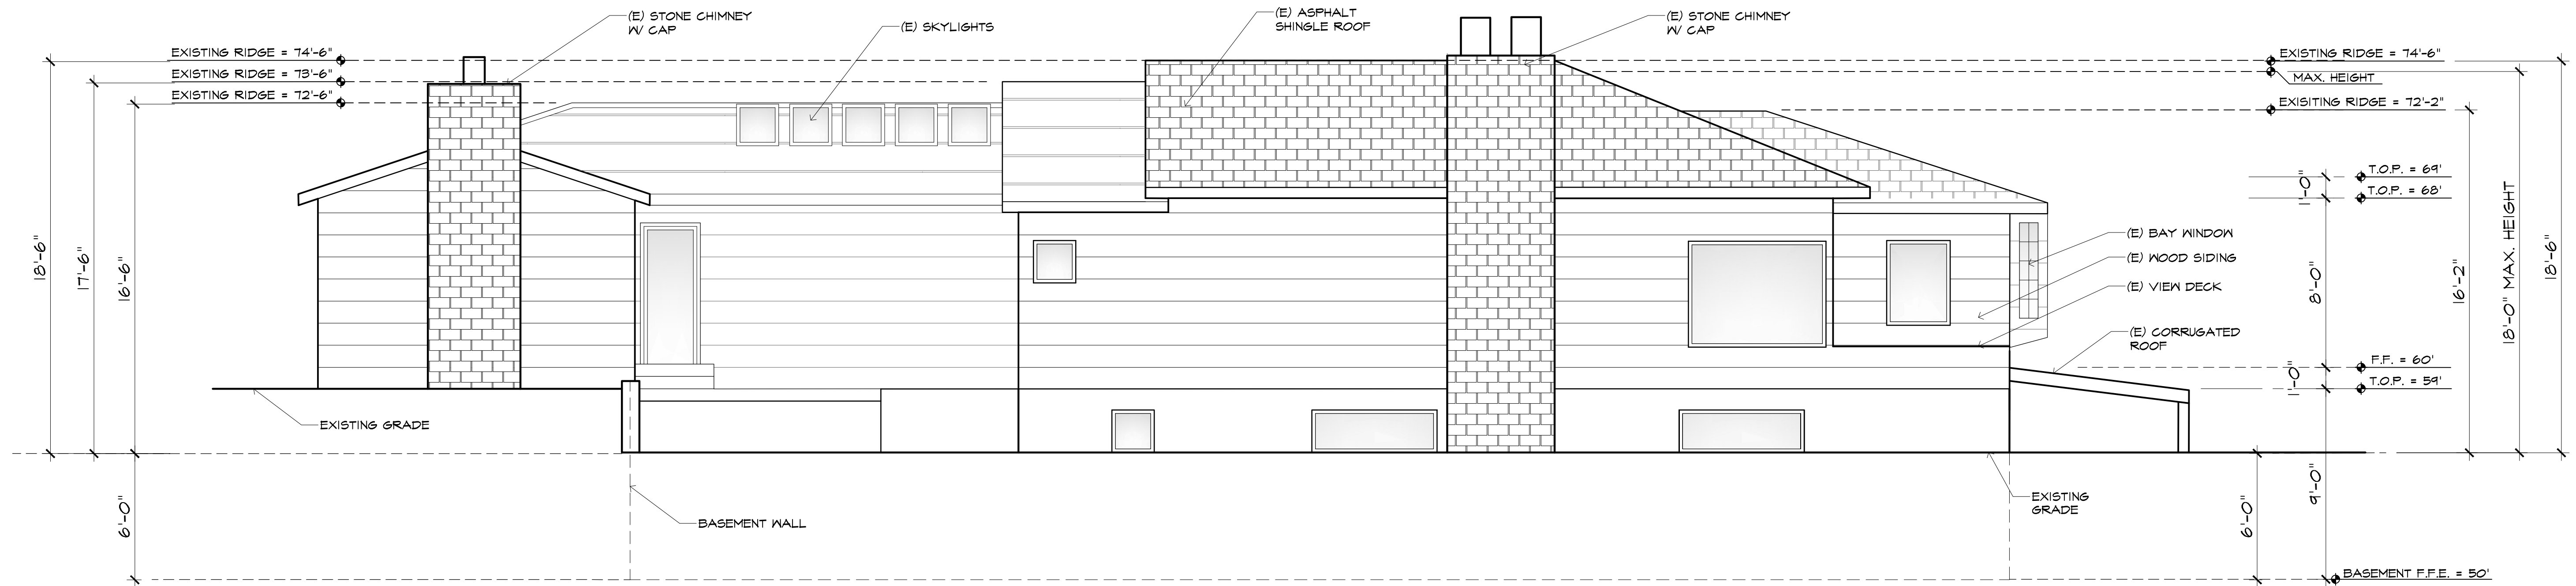 (E) STONE CHIMNEY
W/ CAP
(E) SKYLIGHTS
(E) ASPHALT
SHINGLE ROOF
(E) STONE CHIMNEY
W/ CAP
EXISTING RIDGE = 74'-6"
EXISTING RIDGE = 73'-6"
EXISTING RIDGE = 72'-6"
EXISTING RIDGE = 74'-6"
MAX. HEIGHT
EXISITING RIDGE = 72'-2"
T.O.P. = 69'
T.O.P. = 68'
1'-0"
18'-6"
17'-6"
16'-6"
(E) BAY WINDOW
(E) WOOD SIDING
(E) VIEW DECK
(E) CORRUGATED
ROOF
8'-0"
16'-2"
18'-0" MAX. HEIGHT
18'-6"
F.F. = 60'
T.O.P. = 59'
1'-0"
EXISTING GRADE
BASEMENT WALL
EXISTING
GRADE
6'-0"
6'-0"
9'-0"
BASEMENT F.F.E. = 50'